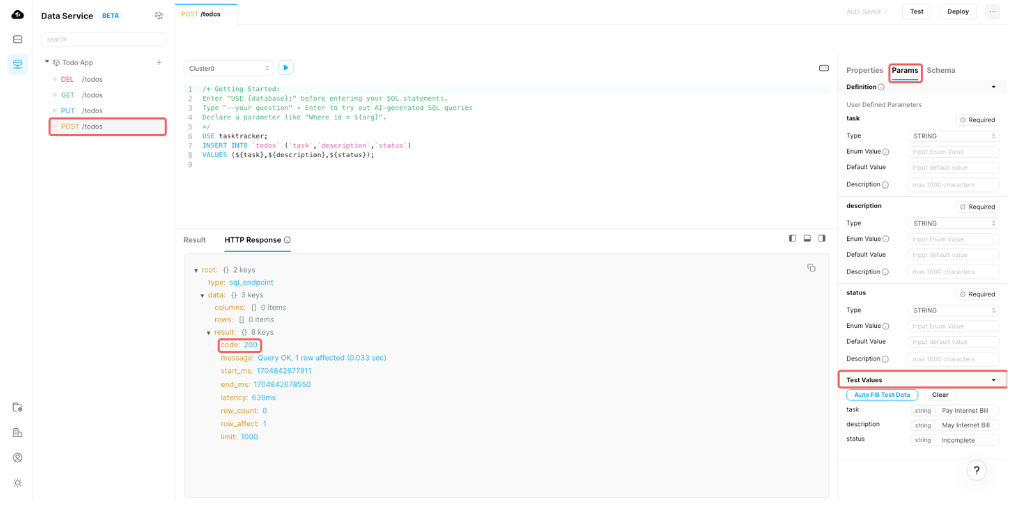 Data Service BETA
search
Todo App
DEL /todos
GET /todos
PUT /todos
POST /todos
POST /todos
Auto Saved
Test
Deploy
Cluster0
1 /* Getting Started:
2 Enter "USE {database};" before entering your SQL statements.
3 Type "--your question" + Enter to try out AI-generated SQL queries
4 Declare a parameter like "Where id = ${arg}".
5 */
6 USE tasktracker;
7 INSERT INTO `todos` (`task`,`description`,`status`)
8 VALUES (${task},${description},${status});
9
Result
HTTP Response
root: {} 2 keys
type: sql_endpoint
data: {} 3 keys
columns: [] 0 items
rows: [] 0 items
result: {} 8 keys
code: 200
message: Query OK, 1 row affected (0.033 sec)
start_ms: 1704842677911
end_ms: 1704842678550
latency: 639ms
row_count: 0
row_affect: 1
limit: 1000
Properties
Params
Schema
Definition
User Defined Parameters
task
Required
Type STRING
Enum Value Input Enum Value
Default Value Input default value
Description max 1000 characters
description
Required
Type STRING
Enum Value Input Enum Value
Default Value Input default value
Description max 1000 characters
status
Required
Type STRING
Enum Value Input Enum Value
Default Value Input default value
Description max 1000 characters
Test Values
Auto Fill Test Data
Clear
task string Pay Internet Bill
description string May Internet Bill
status string Incomplete
?